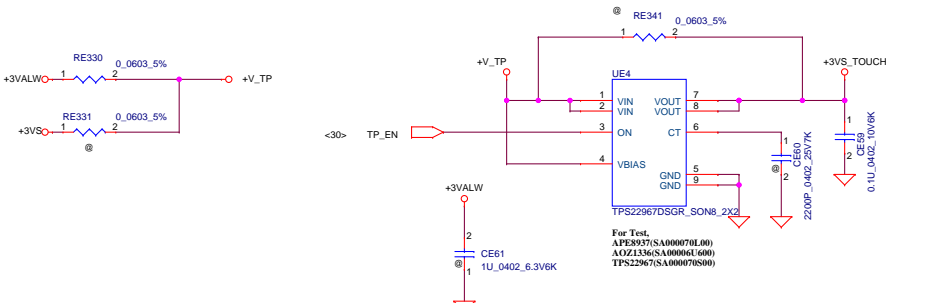 @
RE341
0_0603_5%
1
2
RE330
0_0603_5%
+3VALW
1
2
+V_TP
RE331
0_0603_5%
+3VS
1
2
@
+V_TP
UE4
+3VS_TOUCH
1
VIN
VOUT
7
2
VIN
VOUT
8
<30>
TP_EN
3
ON
CT
6
4
VBIAS
GND
5
GND
9
TPS22967DSGR_SON8_2X2
1
@
2
CE60
2200P_0402_25V7K
1
2
CE59
0.1U_0402_10V6K
+3VALW
2
CE61
@
1
1U_0402_6.3V6K
For Test,
APE8937(SA000070L00)
AOZ1336(SA00006U600)
TPS22967(SA000070S00)